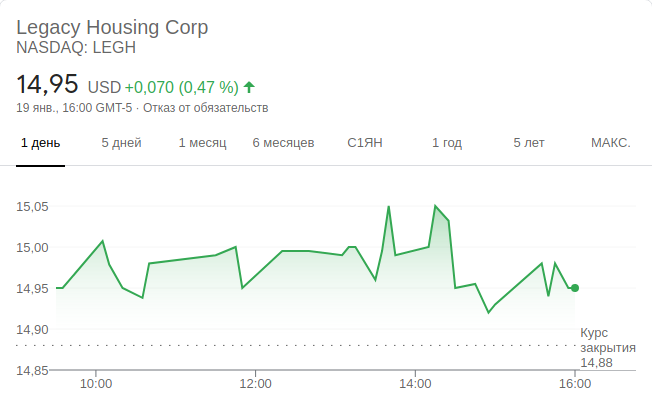 Legacy Housing Corp
NASDAQ: LEGH
14,95 USD +0,070 (0,47 %)
19 янв., 16:00 GMT-5 · Отказ от обязательств
1 день 5 дней 1 месяц 6 месяцев С1ЯН 1 год 5 лет МАКС.
15,05
15,00
14,95
14,90
Курс
закрытия
14,88
14,85
10:00 12:00 14:00 16:00